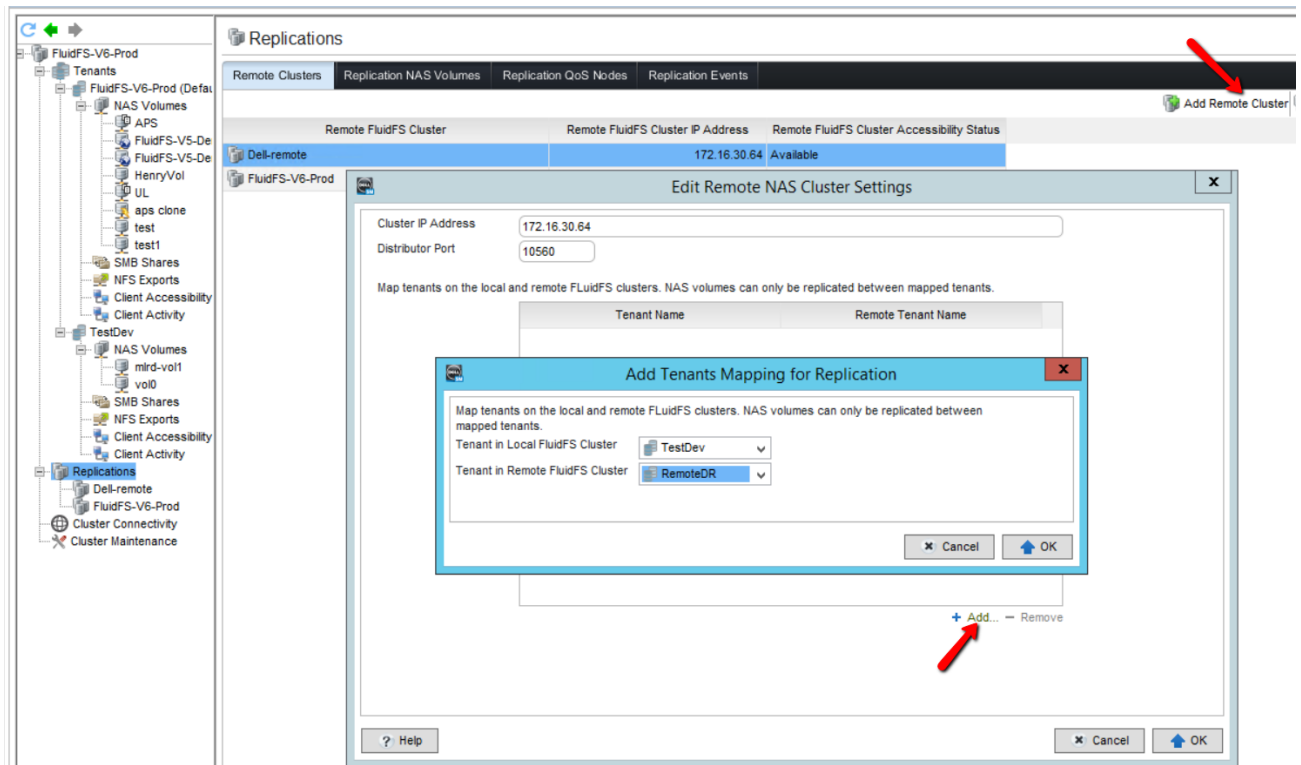 FluidFS-V6-Prod
Tenants
FluidFS-V6-Prod (Defau
NAS Volumes
APS
FluidFS-V5-De
FluidFS-V5-De
HenryVol
UL
aps clone
test
test1
SMB Shares
NFS Exports
Client Accessibility
Client Activity
TestDev
NAS Volumes
mlrd-vol1
vol0
SMB Shares
NFS Exports
Client Accessibility
Client Activity
Replications
Dell-remote
FluidFS-V6-Prod
Cluster Connectivity
Cluster Maintenance
Replications
Remote Clusters Replication NAS Volumes Replication QoS Nodes Replication Events
Add Remote Cluster
Remote FluidFS Cluster Remote FluidFS Cluster IP Address Remote FluidFS Cluster Accessibility Status
Dell-remote 172.16.30.64 Available
FluidFS-V6-Prod
Edit Remote NAS Cluster Settings
x
Cluster IP Address 172.16.30.64
Distributor Port 10560
Map tenants on the local and remote FLuidFS clusters. NAS volumes can only be replicated between mapped tenants.
Tenant Name Remote Tenant Name
Add Tenants Mapping for Replication
x
Map tenants on the local and remote FLuidFS clusters. NAS volumes can only be replicated between
mapped tenants.
Tenant in Local FluidFS Cluster TestDev
Tenant in Remote FluidFS Cluster RemoteDR
Cancel OK
+ Add... − Remove
? Help
Cancel OK